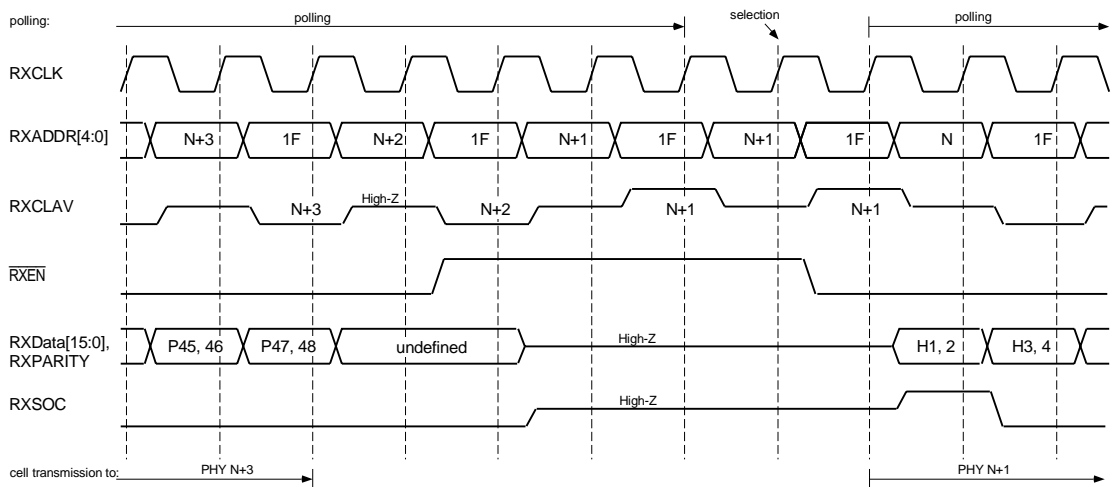 polling: polling selection polling
RXCLK
RXADDR[4:0] N+3 1F N+2 1F N+1 1F N+1 1F N 1F
RXCLAV N+3 High-Z N+2 N+1 N+1
RXEN
RXData[15:0], RXPARITY P45, 46 P47, 48 undefined High-Z H1, 2 H3, 4
RXSOC High-Z
cell transmission to: PHY N+3 PHY N+1